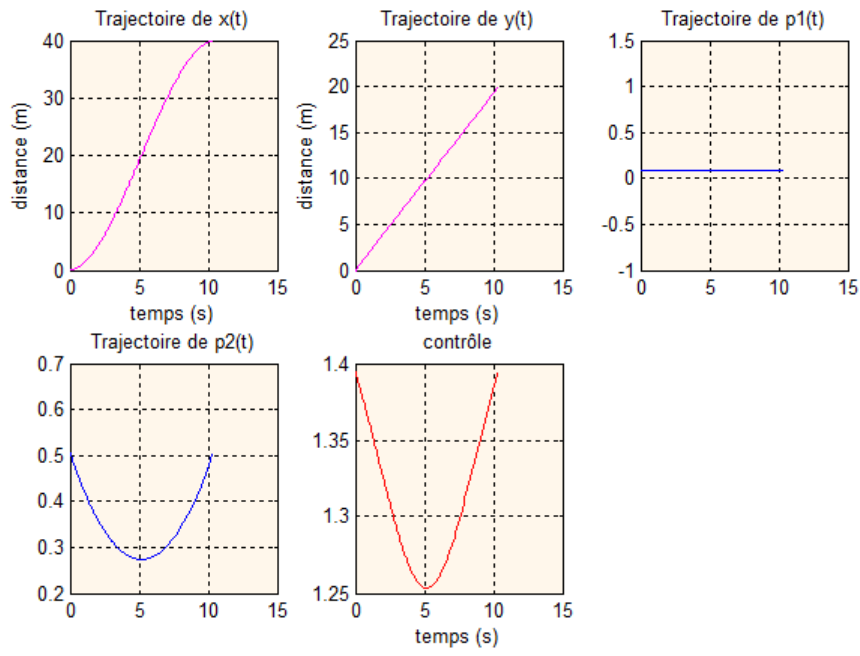 Trajectoire de x(t)
40
30
20
10
0
distance (m)
0 5 10 15
temps (s)
Trajectoire de y(t)
25
20
15
10
5
0
distance (m)
0 5 10 15
temps (s)
Trajectoire de p1(t)
1.5
1
0.5
0
-0.5
-1
0 5 10 15
Trajectoire de p2(t)
0.7
0.6
0.5
0.4
0.3
0.2
0 5 10 15
contrôle
1.4
1.35
1.3
1.25
0 5 10 15
temps (s)